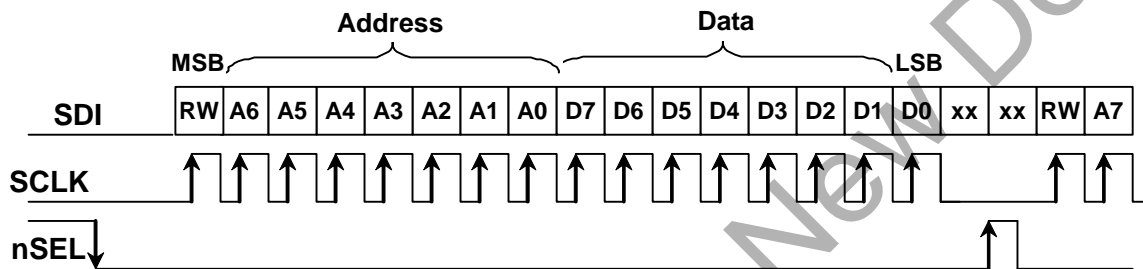 Address Data
MSB LSB
SDI RW A6 A5 A4 A3 A2 A1 A0 D7 D6 D5 D4 D3 D2 D1 D0 xx xx RW A7
SCLK
nSEL
New